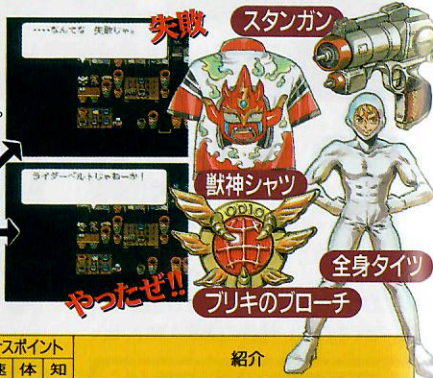 失敗
スタンガン
…なんてな 失敗じゃ。
ライダーベルトじゃねーか!
獣神シャツ
ODIO
全身タイツ
やったぜ!!
ブリキのブローチ
スポイント
速 体 知
紹介